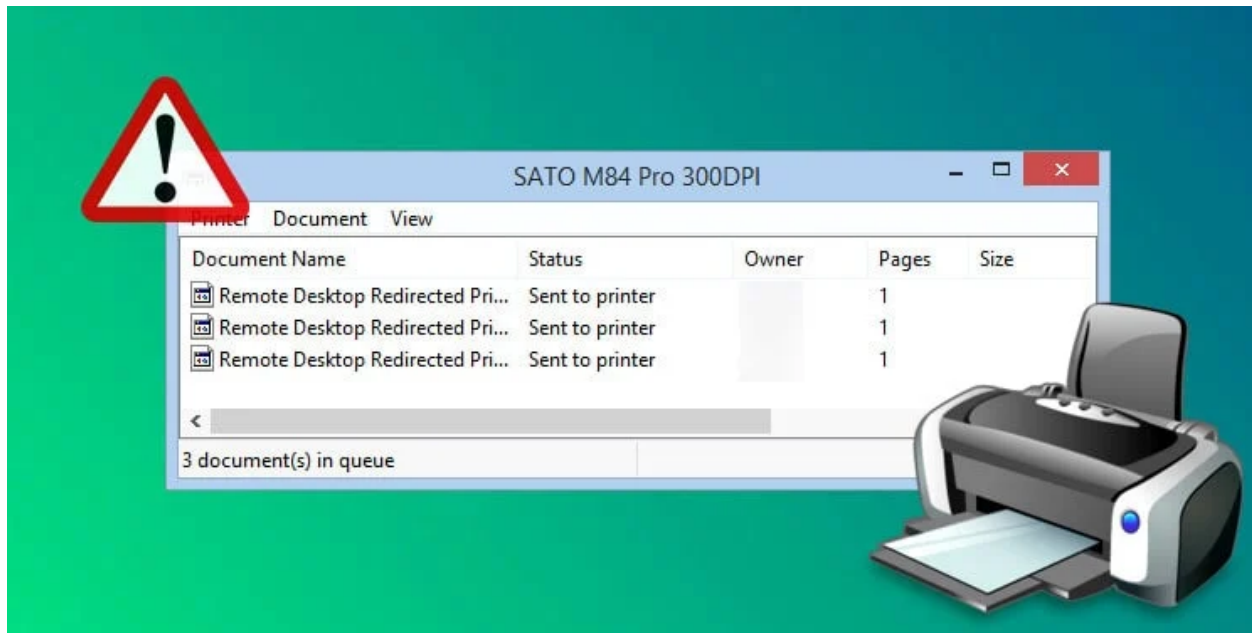 SATO M84 Pro 300DPI
Printer Document View
Document Name Status Owner Pages Size
Remote Desktop Redirected Pri... Sent to printer 1
Remote Desktop Redirected Pri... Sent to printer 1
Remote Desktop Redirected Pri... Sent to printer 1
3 document(s) in queue